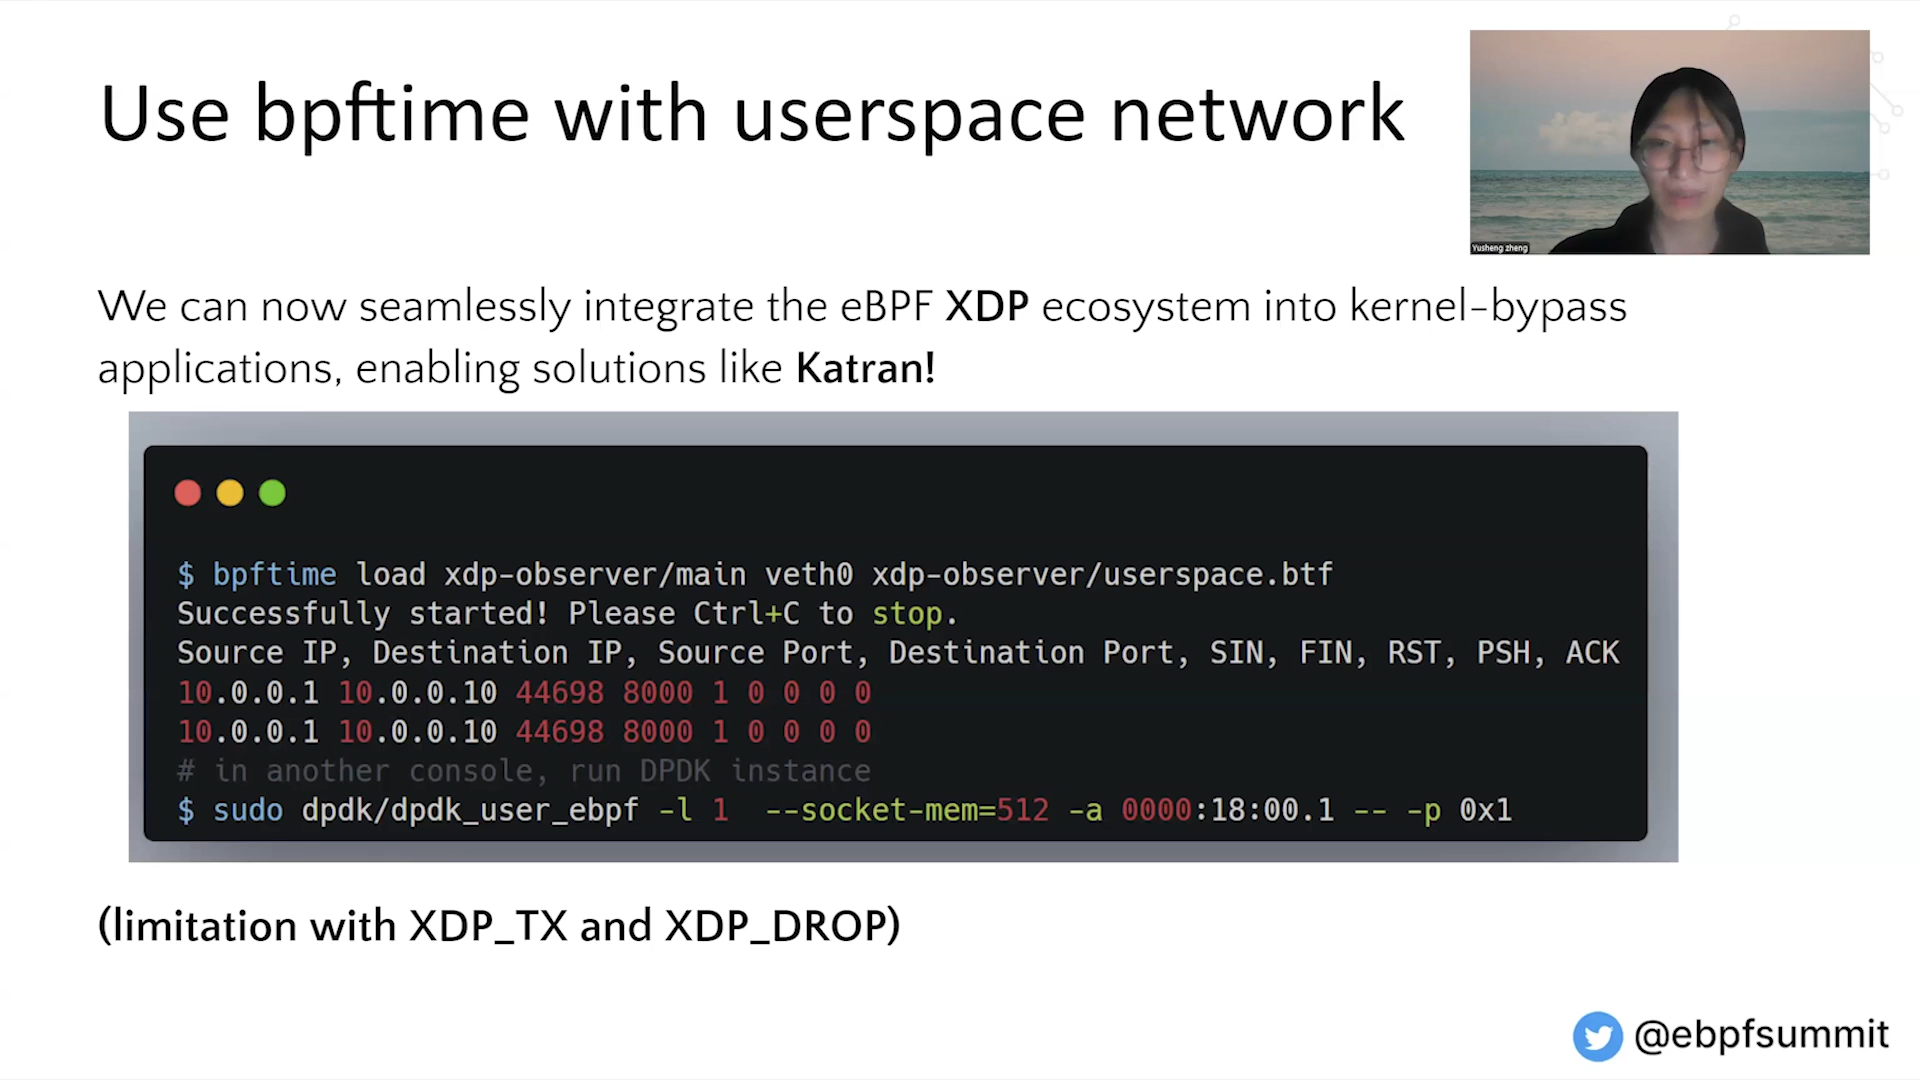 Use bpftime with userspace network
Yusheng zheng
We can now seamlessly integrate the eBPF XDP ecosystem into kernel-bypass
applications, enabling solutions like Katran!
$ bpftime load xdp-observer/main veth0 xdp-observer/userspace.btf
Successfully started! Please Ctrl+C to stop.
Source IP, Destination IP, Source Port, Destination Port, SIN, FIN, RST, PSH, ACK
10.0.0.1 10.0.0.10 44698 8000 1 0 0 0 0
10.0.0.1 10.0.0.10 44698 8000 1 0 0 0 0
# in another console, run DPDK instance
$ sudo dpdk/dpdk_user_ebpf -l 1  --socket-mem=512 -a 0000:18:00.1 -- -p 0x1
(limitation with XDP_TX and XDP_DROP)
@ebpfsummit